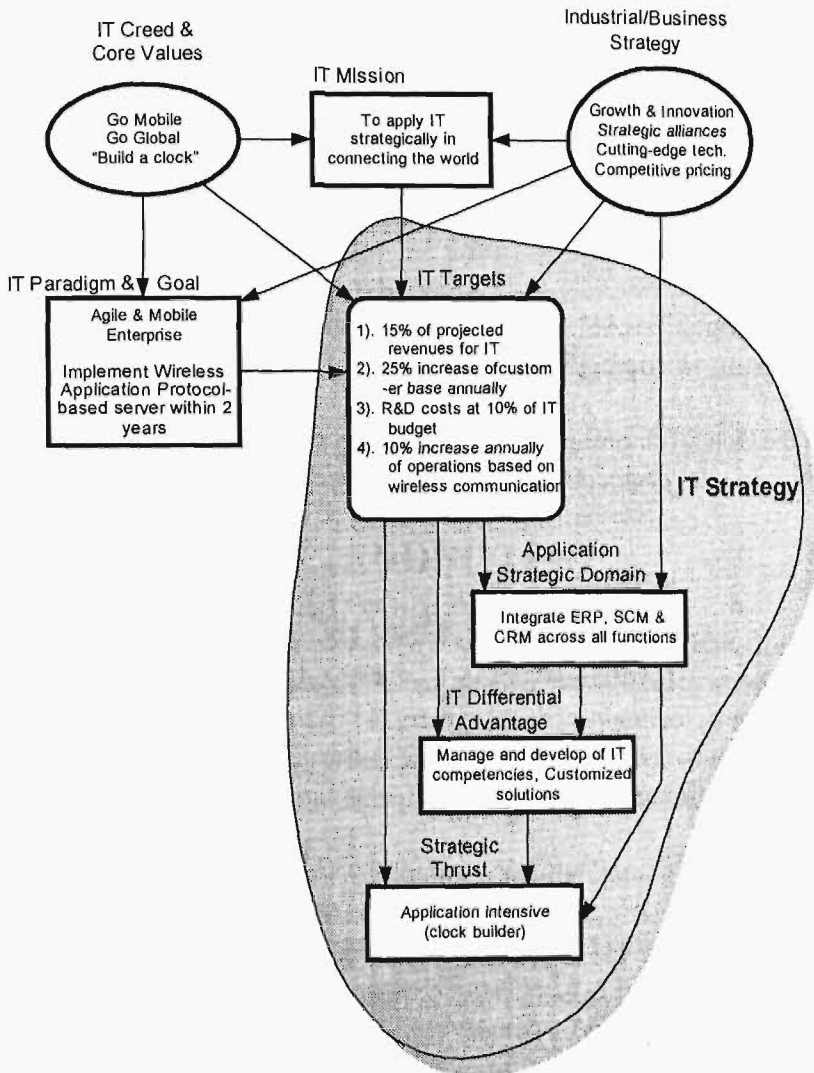 IT Creed &
Core Values
Industrial/Business
Strategy
IT MIssion
Go Mobile
Go Global
"Build a clock"
To apply IT
strategically in
connecting the world
Growth & Innovation
Strategic alliances
Cutting-edge tech.
Competitive pricing
IT Paradigm & Goal
IT Targets
Agile & Mobile
Enterprise
Implement Wireless
Application Protocol-
based server within 2
years
1). 15% of projected
revenues for IT
2). 25% increase ofcustom
-er base annually
3). R&D costs at 10% of IT
budget
4). 10% increase annually
of operations based on
wireless communication
IT Strategy
Application
Strategic Domain
Integrate ERP, SCM &
CRM across all functions
IT Differential
Advantage
Manage and develop of IT
competencies, Customized
solutions
Strategic
Thrust
Application intensive
(clock builder)